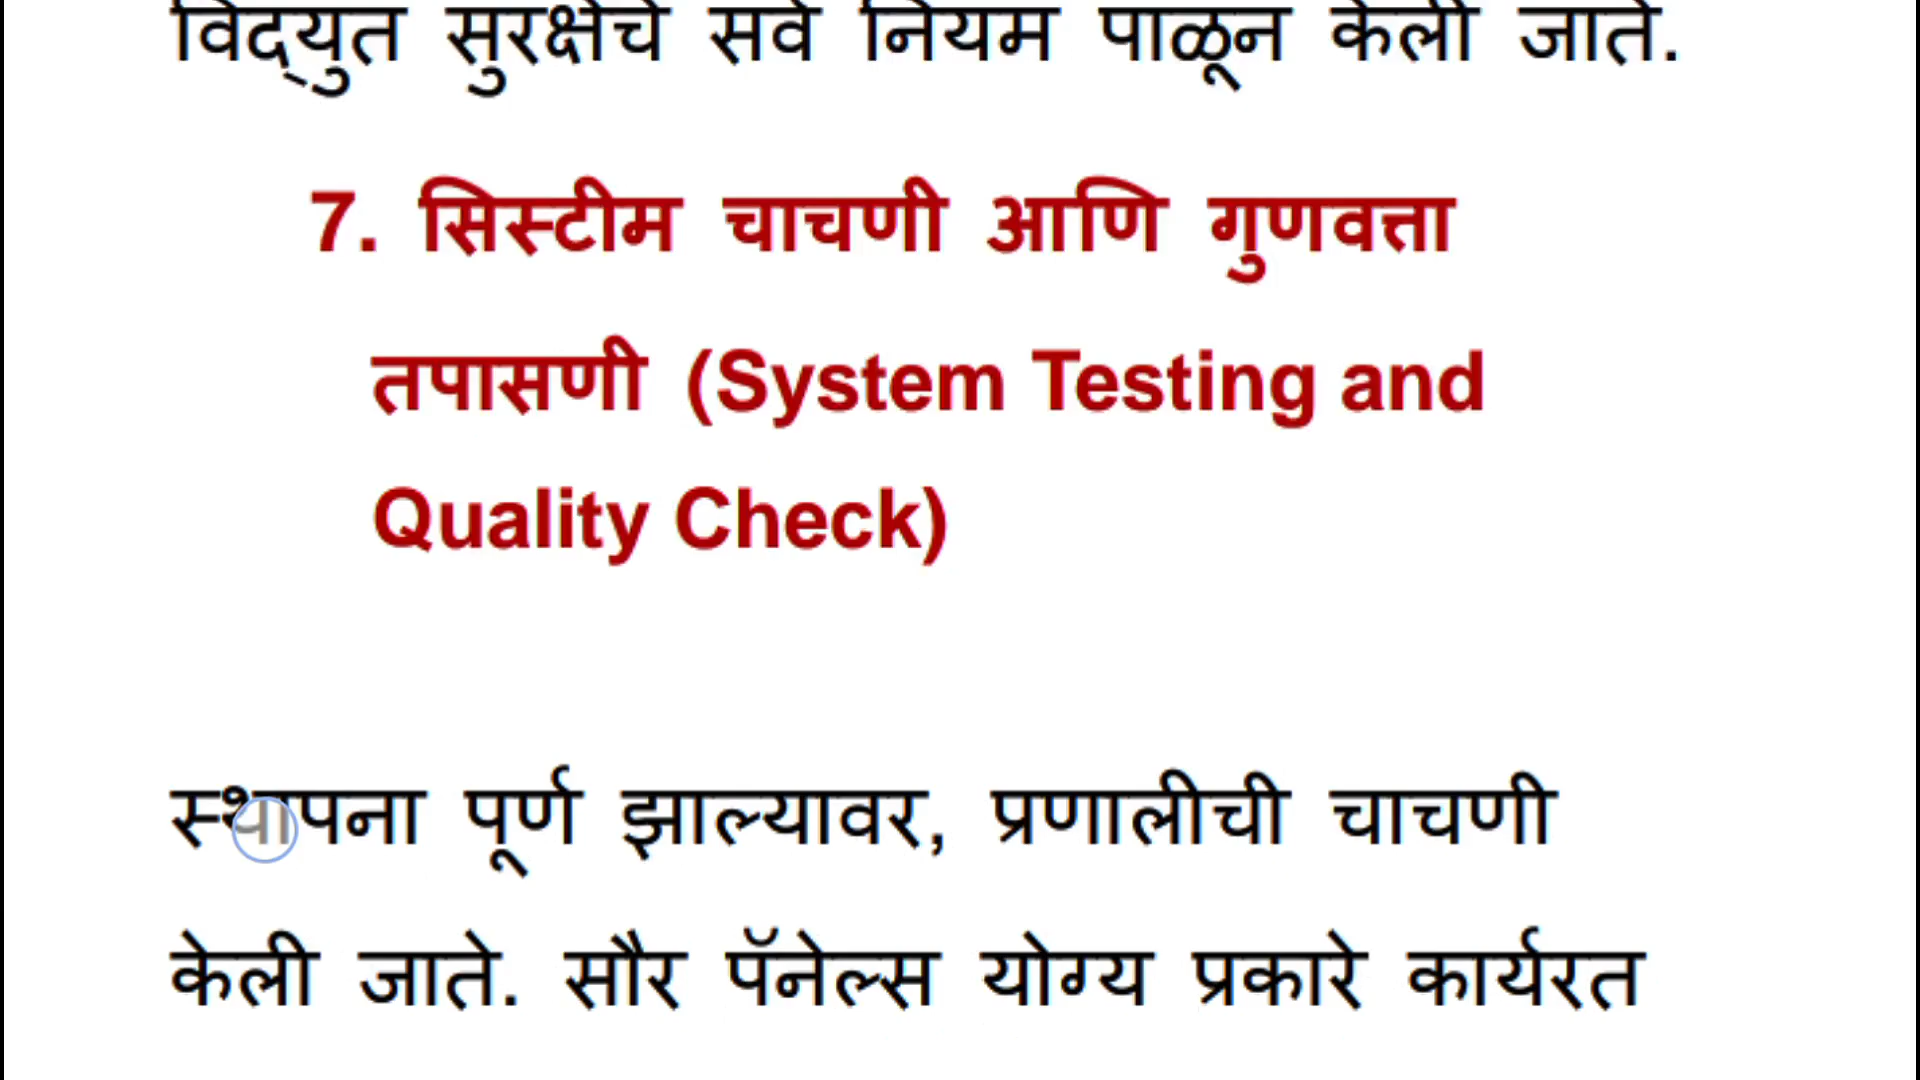 विद्युत सुरक्षेचे सर्व नियम पाळून केली जाते.
7. सिस्टीम चाचणी आणि गुणवत्ता
तपासणी (System Testing and
Quality Check)
स्थापना पूर्ण झाल्यावर, प्रणालीची चाचणी
केली जाते. सौर पॅनेल्स योग्य प्रकारे कार्यरत